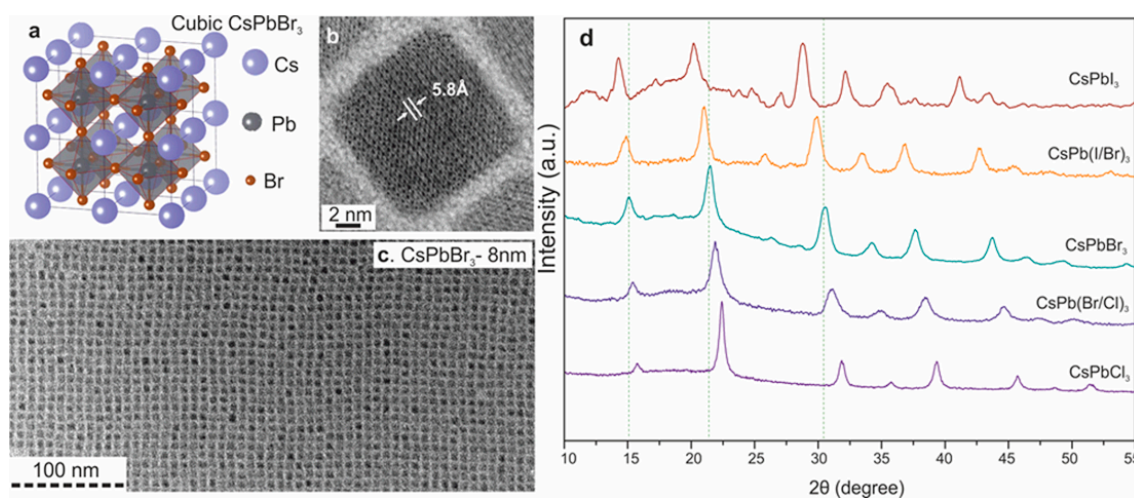 a Cubic CsPbBr₃
Cs
Pb
Br
b
5.8Å
2 nm
c. CsPbBr₃- 8nm
100 nm
d
Intensity (a.u.)
CsPbI₃
CsPb(I/Br)₃
CsPbBr₃
CsPb(Br/Cl)₃
CsPbCl₃
10 15 20 25 30 35 40 45 50 55
2θ (degree)